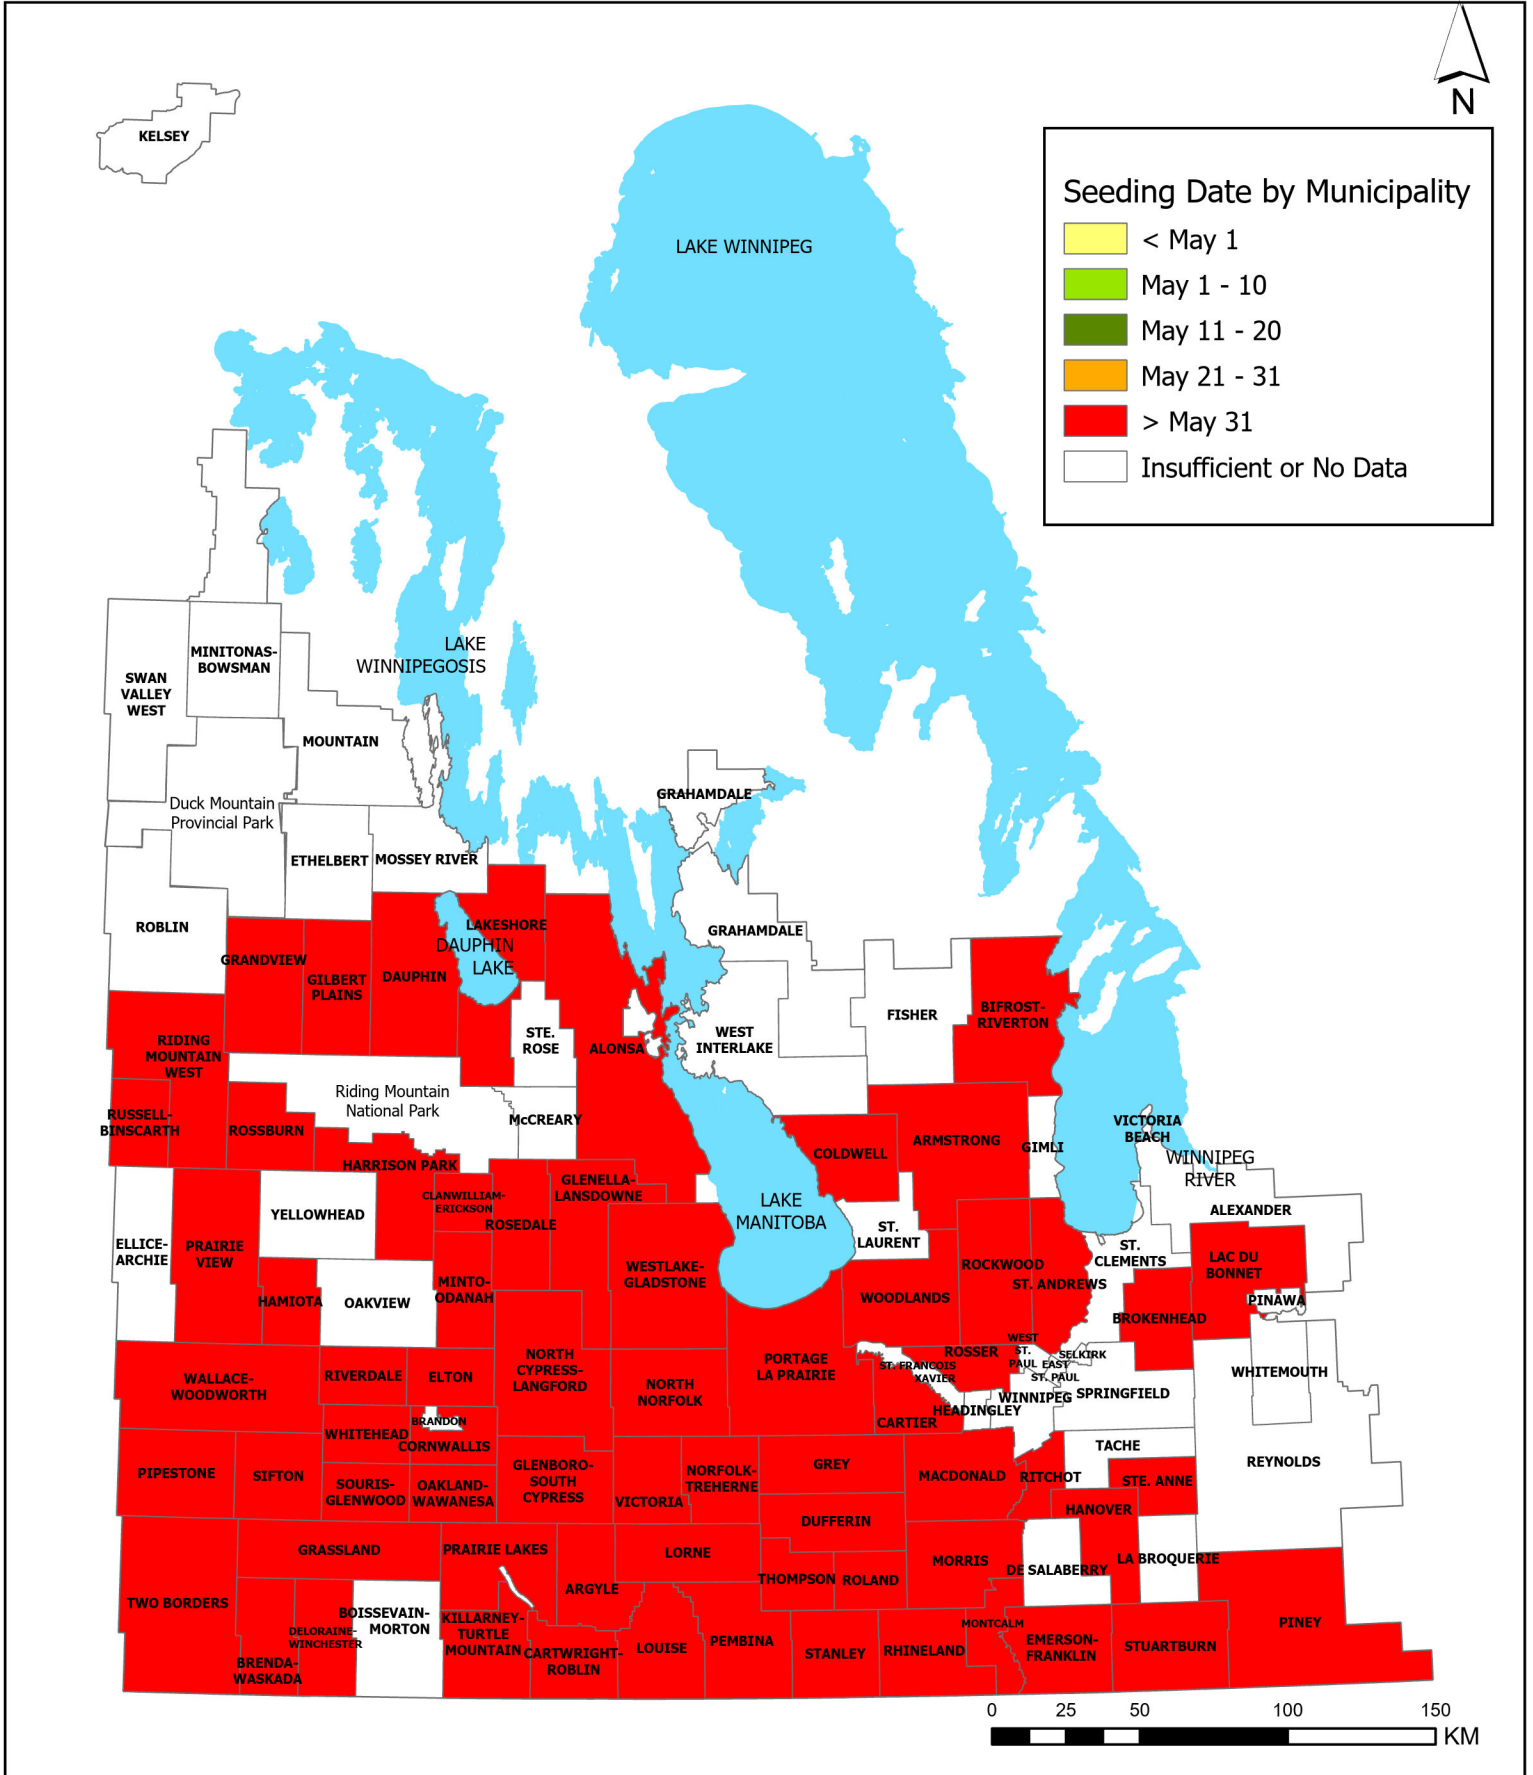 N
KELSEY
Seeding Date by Municipality
< May 1
May 1 - 10
May 11 - 20
May 21 - 31
> May 31
Insufficient or No Data
LAKE WINNIPEG
LAKE
WINNIPEGOSIS
MINITONAS-
BOWSMAN
SWAN
VALLEY
WEST
MOUNTAIN
Duck Mountain
Provincial Park
GRAHAMDALE
ETHELBERT
MOSSEY RIVER
ROBLIN
LAKESHORE
GRAHAMDALE
DAUPHIN
LAKE
GRANDVIEW
GILBERT
PLAINS
DAUPHIN
STE.
ROSE
ALONSA
WEST
INTERLAKE
FISHER
BIFROST-
RIVERTON
RIDING
MOUNTAIN
WEST
Riding Mountain
National Park
McCREARY
RUSSELL-
BINSCARTH
ROSSBURN
HARRISON PARK
COLDWELL
ARMSTRONG
GIMLI
VICTORIA
BEACH
WINNIPEG
RIVER
CLANWILLIAM-
ERICKSON
ROSEDALE
GLENELLA-
LANSDOWNE
LAKE
MANITOBA
ALEXANDER
YELLOWHEAD
ELLICE-
ARCHIE
PRAIRIE
VIEW
ST.
LAURENT
ST.
CLEMENTS
LAC DU
BONNET
HAMIOTA
OAKVIEW
MINTO-
ODANAH
WESTLAKE-
GLADSTONE
WOODLANDS
ROCKWOOD
ST. ANDREWS
BROKENHEAD
PINAWA
WALLACE-
WOODWORTH
RIVERDALE
ELTON
NORTH
CYPRESS-
LANGFORD
NORTH
NORFOLK
PORTAGE
LA PRAIRIE
ST. FRANCOIS
XAVIER
ROSSER
WEST
ST.
PAUL
EAST
ST. PAUL
SELKIRK
WHITEMOUTH
SPRINGFIELD
WINNIPEG
HEADINGLEY
CARTIER
WHITEHEAD
BRANDON
CORNWALLIS
TACHE
REYNOLDS
PIPESTONE
SIFTON
SOURIS-
GLENWOOD
OAKLAND-
WAWANESA
GLENBORO-
SOUTH
CYPRESS
VICTORIA
NORFOLK-
TREHERNE
GREY
MACDONALD
RITCHOT
STE. ANNE
HANOVER
DUFFERIN
GRASSLAND
PRAIRIE LAKES
LORNE
ARGYLE
THOMPSON
ROLAND
MORRIS
DE SALABERRY
LA BROQUERIE
TWO BORDERS
BRENDA-
WASKADA
DELORAINE-
WINCHESTER
BOISSEVAIN-
MORTON
KILLARNEY-
TURTLE
MOUNTAIN
CARTWRIGHT-
ROBLIN
LOUISE
PEMBINA
STANLEY
RHINELAND
MONTCALM
EMERSON-
FRANKLIN
STUARTBURN
PINEY
0 25 50 100 150
KM